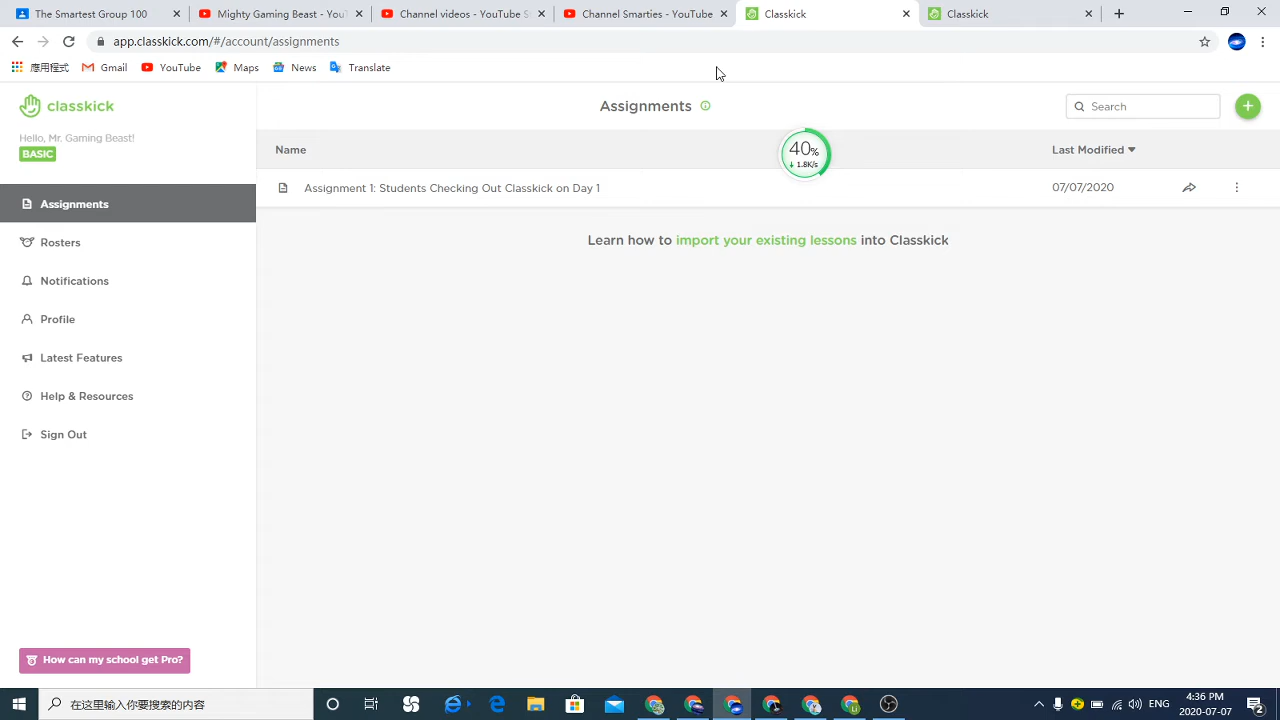 Group 100
Mighty Gaming Beast - YouT
Channel videos - YouTube S
Channel Smarties - YouTube
Classkick
Classkick
app.classkick.com/#/account/assignments
應用程式
Gmail
YouTube
Maps
News
Translate
classkick
Hello, Mr. Gaming Beast!
BASIC
Assignments
Search
Name
40%
1.8K/s
Last Modified
Assignment 1: Students Checking Out Classkick on Day 1
07/07/2020
Learn how to import your existing lessons into Classkick
Assignments
Rosters
Notifications
Profile
Latest Features
Help & Resources
Sign Out
How can my school get Pro?
在这里输入你要搜索的内容
ENG
4:36 PM
2020-07-07
2